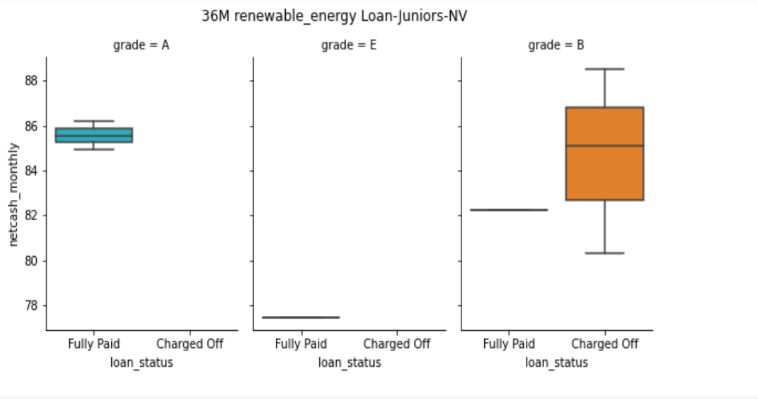 36M renewable_energy Loan-Juniors-NV
grade = A
grade = E
grade = B
netcash_monthly
88
86
84
82
80
78
Fully Paid Charged Off
Fully Paid Charged Off
Fully Paid Charged Off
loan_status
loan_status
loan_status